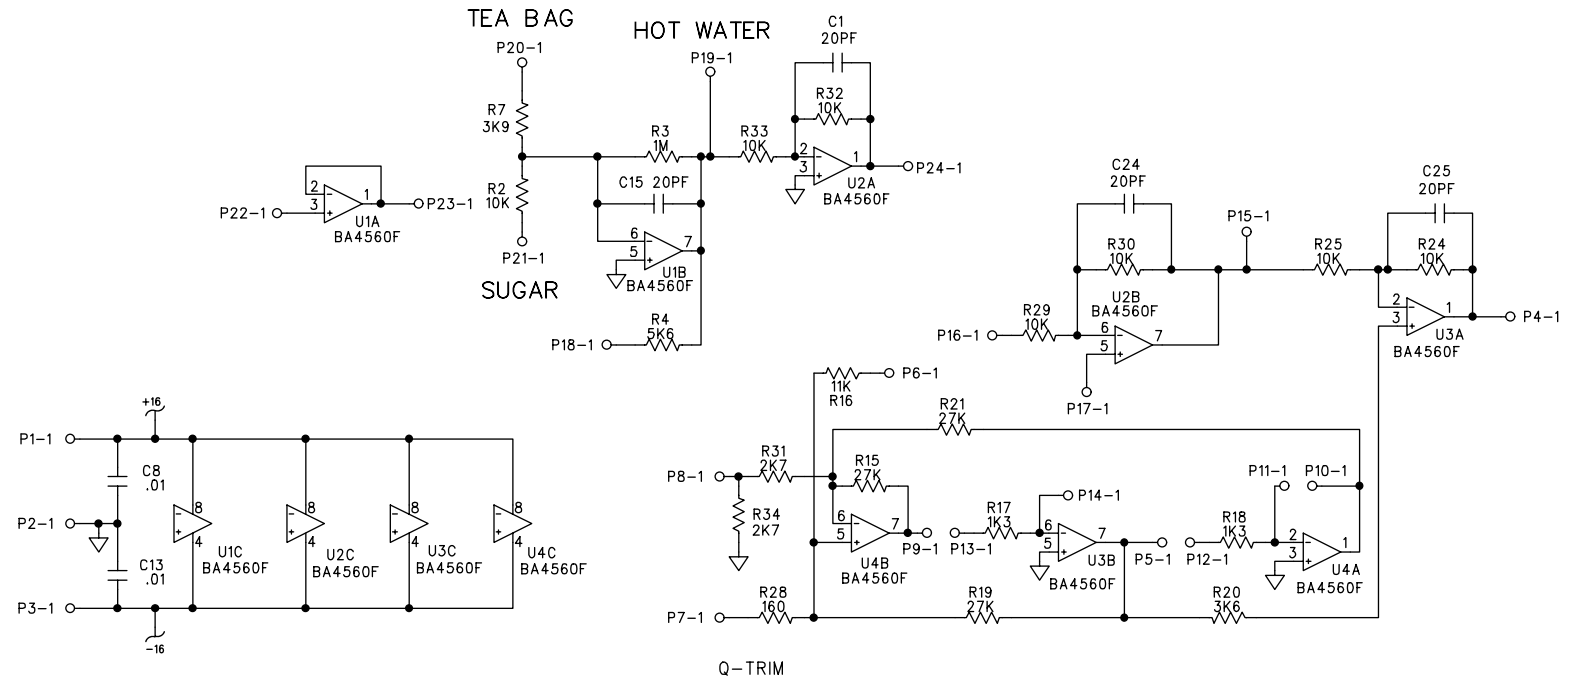 TEA BAG
P20-1
R7
3K9
R2
10K
P21-1
SUGAR
HOT WATER
P19-1
R3
1M
C15 20PF
6
5
7
U1B
BA4560F
R4
5K6
P18-1
R33
10K
C1
20PF
R32
10K
2
3
1
U2A
BA4560F
P24-1
P22-1
2
3
1
U1A
BA4560F
P23-1
C24
20PF
R30
10K
R29
10K
P16-1
U2B
BA4560F
6
5
7
P17-1
P15-1
R25
10K
C25
20PF
R24
10K
2
3
1
U3A
BA4560F
P4-1
+16
P1-1
C8
.01
P2-1
C13
.01
P3-1
-16
8
4
U1C
BA4560F
8
4
U2C
BA4560F
8
4
U3C
BA4560F
8
4
U4C
BA4560F
P6-1
11K
R16
R21
27K
P8-1
R31
2K7
R34
2K7
R15
27K
6
5
7
U4B
BA4560F
P9-1
P13-1
R17
1K3
P14-1
6
5
7
U3B
BA4560F
P5-1
P12-1
R18
1K3
P11-1
P10-1
2
3
1
U4A
BA4560F
P7-1
R28
160
R19
27K
R20
3K6
Q-TRIM